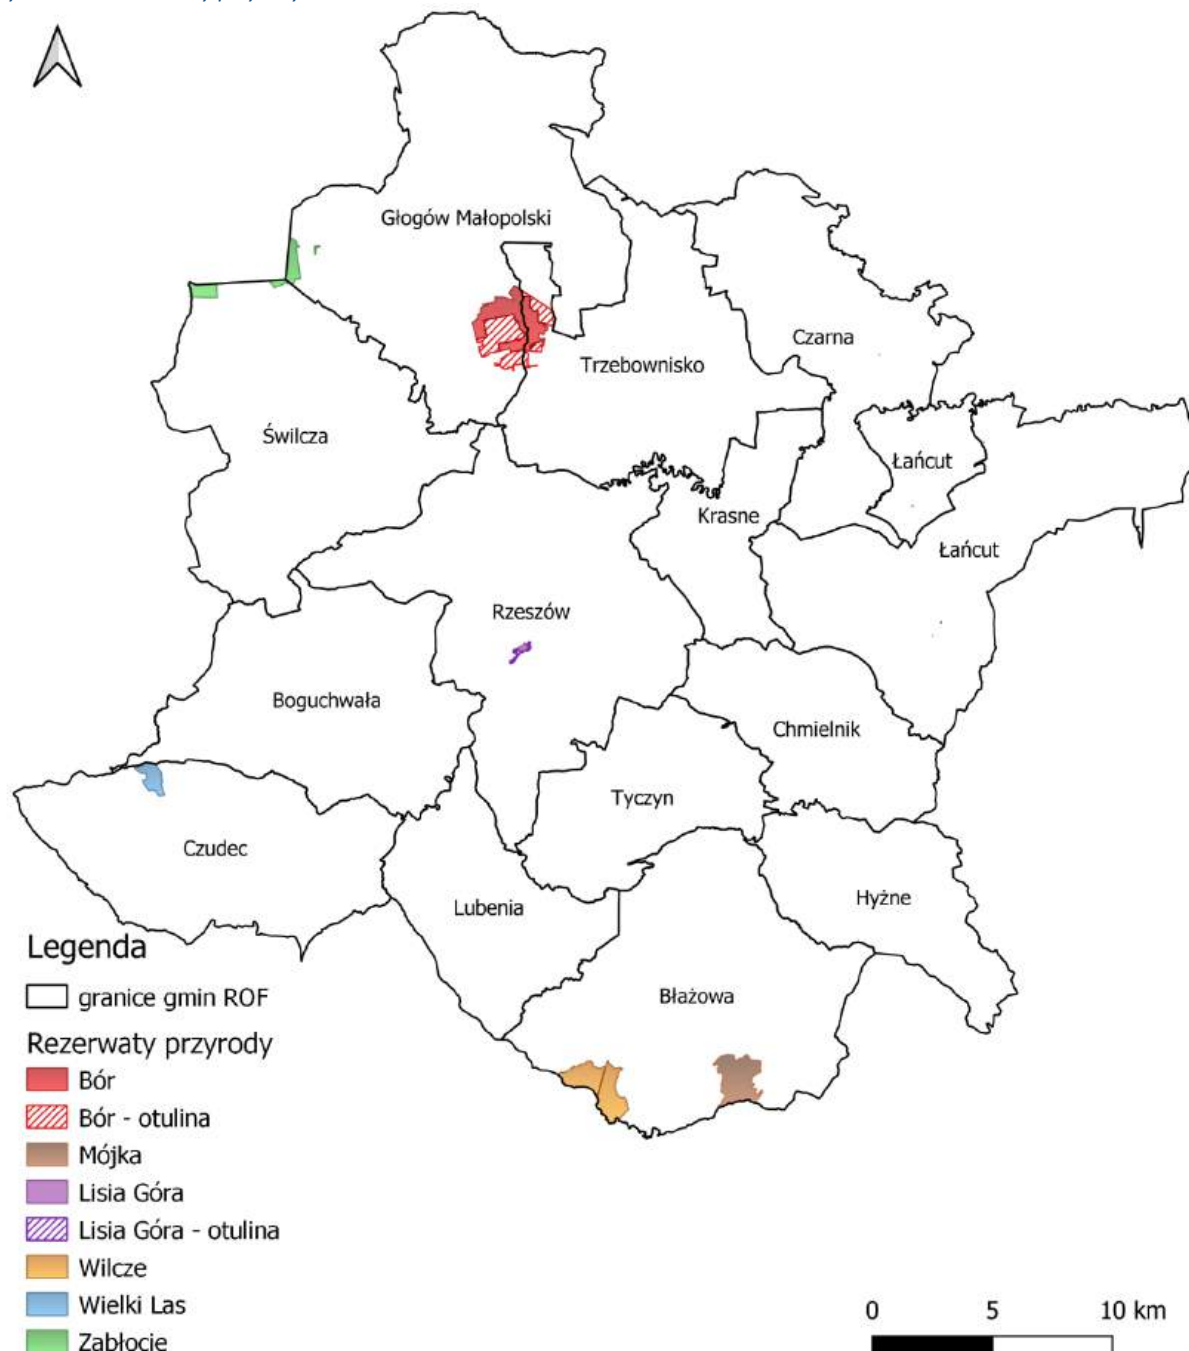 Głogów Małopolski
Czarna
Trzebownisko
Świlcza
Łańcut
Krasne
Łańcut
Rzeszów
Boguchwała
Chmielnik
Tyczyn
Czudec
Hyżne
Lubenia
Błażowa
Legenda
granice gmin ROF
Rezerwaty przyrody
Bór
Bór - otulina
Mójka
Lisia Góra
Lisia Góra - otulina
Wilcze
Wielki Las
Zabłocie
0 5 10 km